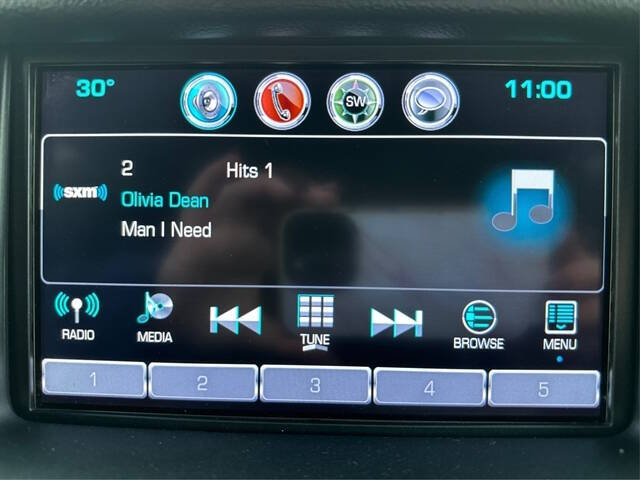 30° SW 11:00
2 Hits 1
((sxm))
Olivia Dean
Man I Need
RADIO MEDIA TUNE BROWSE MENU
1 2 3 4 5